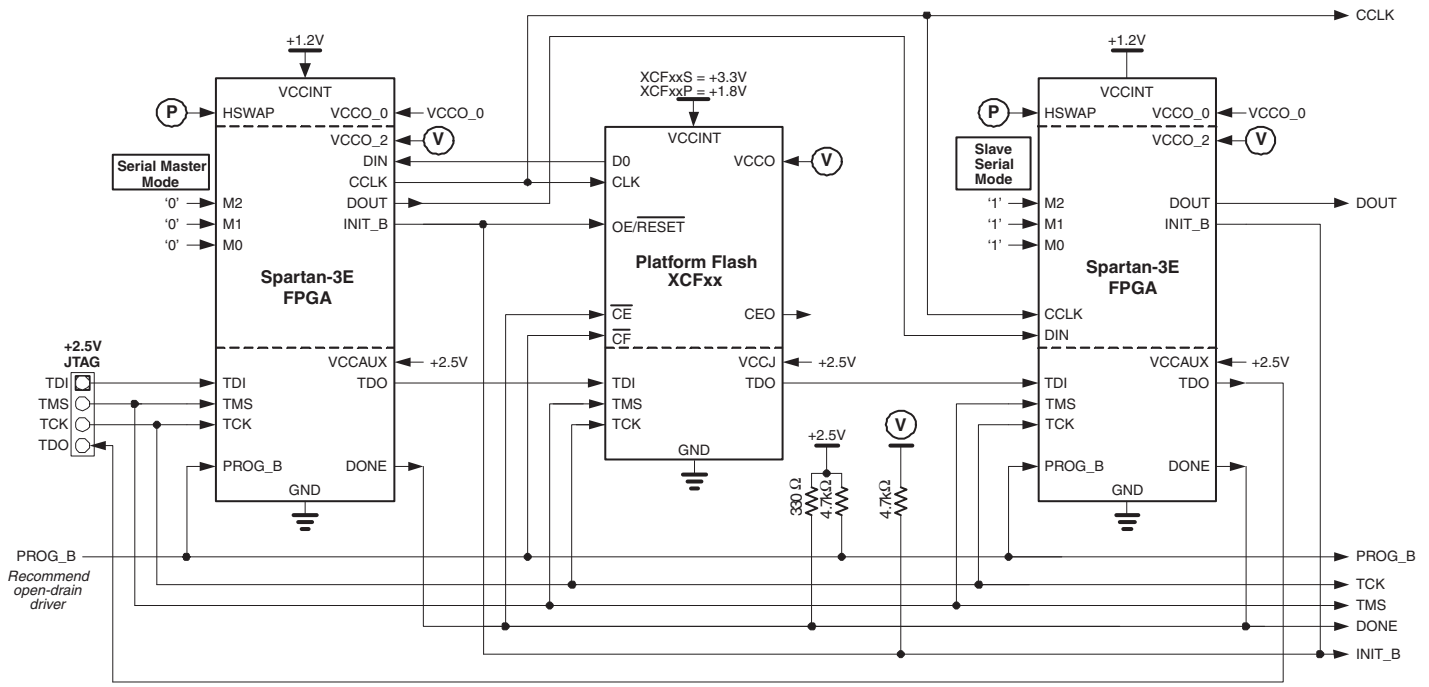 CCLK
+1.2V
VCCINT
P
HSWAP
VCCO_0
VCCO_0
VCCO_2
V
Serial Master
Mode
DIN
CCLK
'0'
M2
DOUT
'0'
M1
INIT_B
'0'
M0
Spartan-3E
FPGA
VCCAUX
+2.5V
TDI
TDO
TMS
TCK
PROG_B
DONE
GND
+2.5V
JTAG
TDI
TMS
TCK
TDO
XCFxxS = +3.3V
XCFxxP = +1.8V
VCCINT
D0
VCCO
V
CLK
OE/RESET
Platform Flash
XCFxx
CE
CEO
CF
VCCJ
+2.5V
TDI
TDO
TMS
TCK
GND
+2.5V
330 Ω
4.7kΩ
V
4.7kΩ
+1.2V
VCCINT
P
HSWAP
VCCO_0
VCCO_0
VCCO_2
V
Slave
Serial
Mode
'1'
M2
DOUT
DOUT
'1'
M1
INIT_B
'1'
M0
Spartan-3E
FPGA
CCLK
DIN
VCCAUX
+2.5V
TDI
TDO
TMS
TCK
PROG_B
DONE
GND
PROG_B
Recommend
open-drain
driver
PROG_B
TCK
TMS
DONE
INIT_B